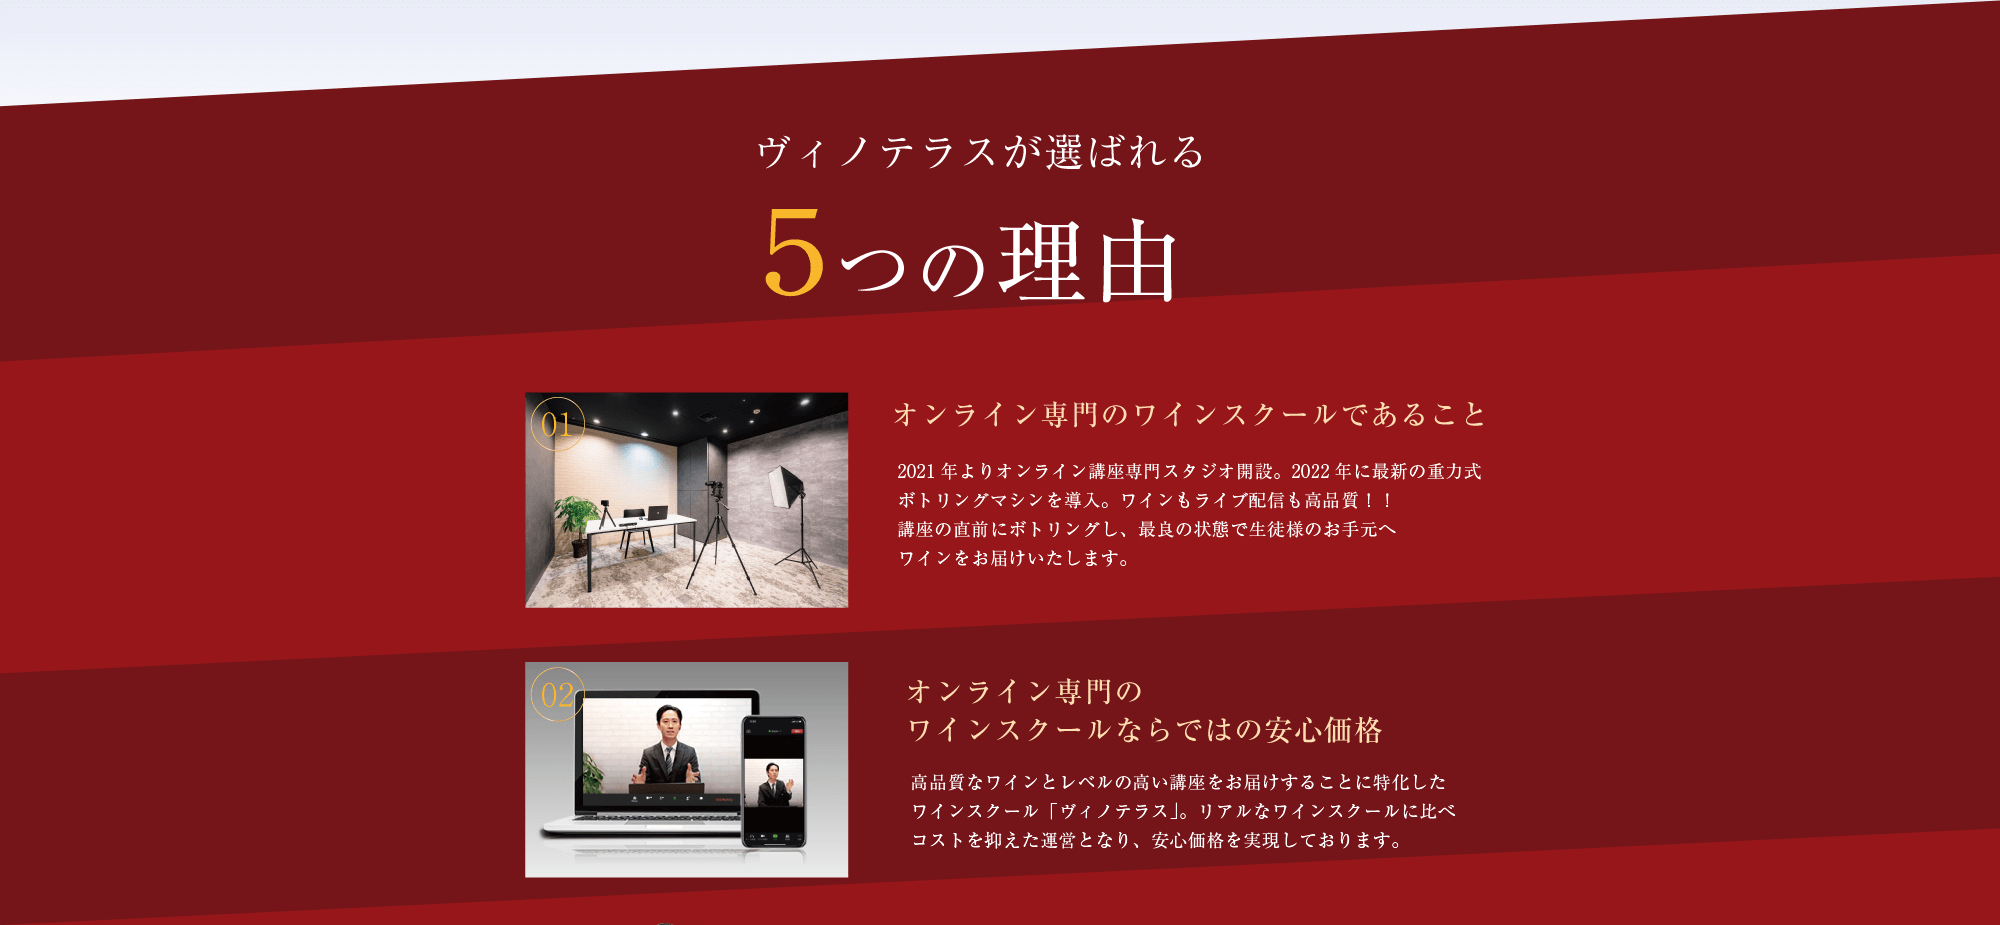 ヴィノテラスが選ばれる
5つの理由
01
オンライン専門のワインスクールであること
2021年よりオンライン講座専門スタジオ開設。2022年に最新の重力式
ボトリングマシンを導入。ワインもライブ配信も高品質！！
講座の直前にボトリングし、最良の状態で生徒様のお手元へ
ワインをお届けいたします。
02
オンライン専門の
ワインスクールならではの安心価格
高品質なワインとレベルの高い講座をお届けすることに特化した
ワインスクール「ヴィノテラス」。リアルなワインスクールに比べ
コストを抑えた運営となり、安心価格を実現しております。